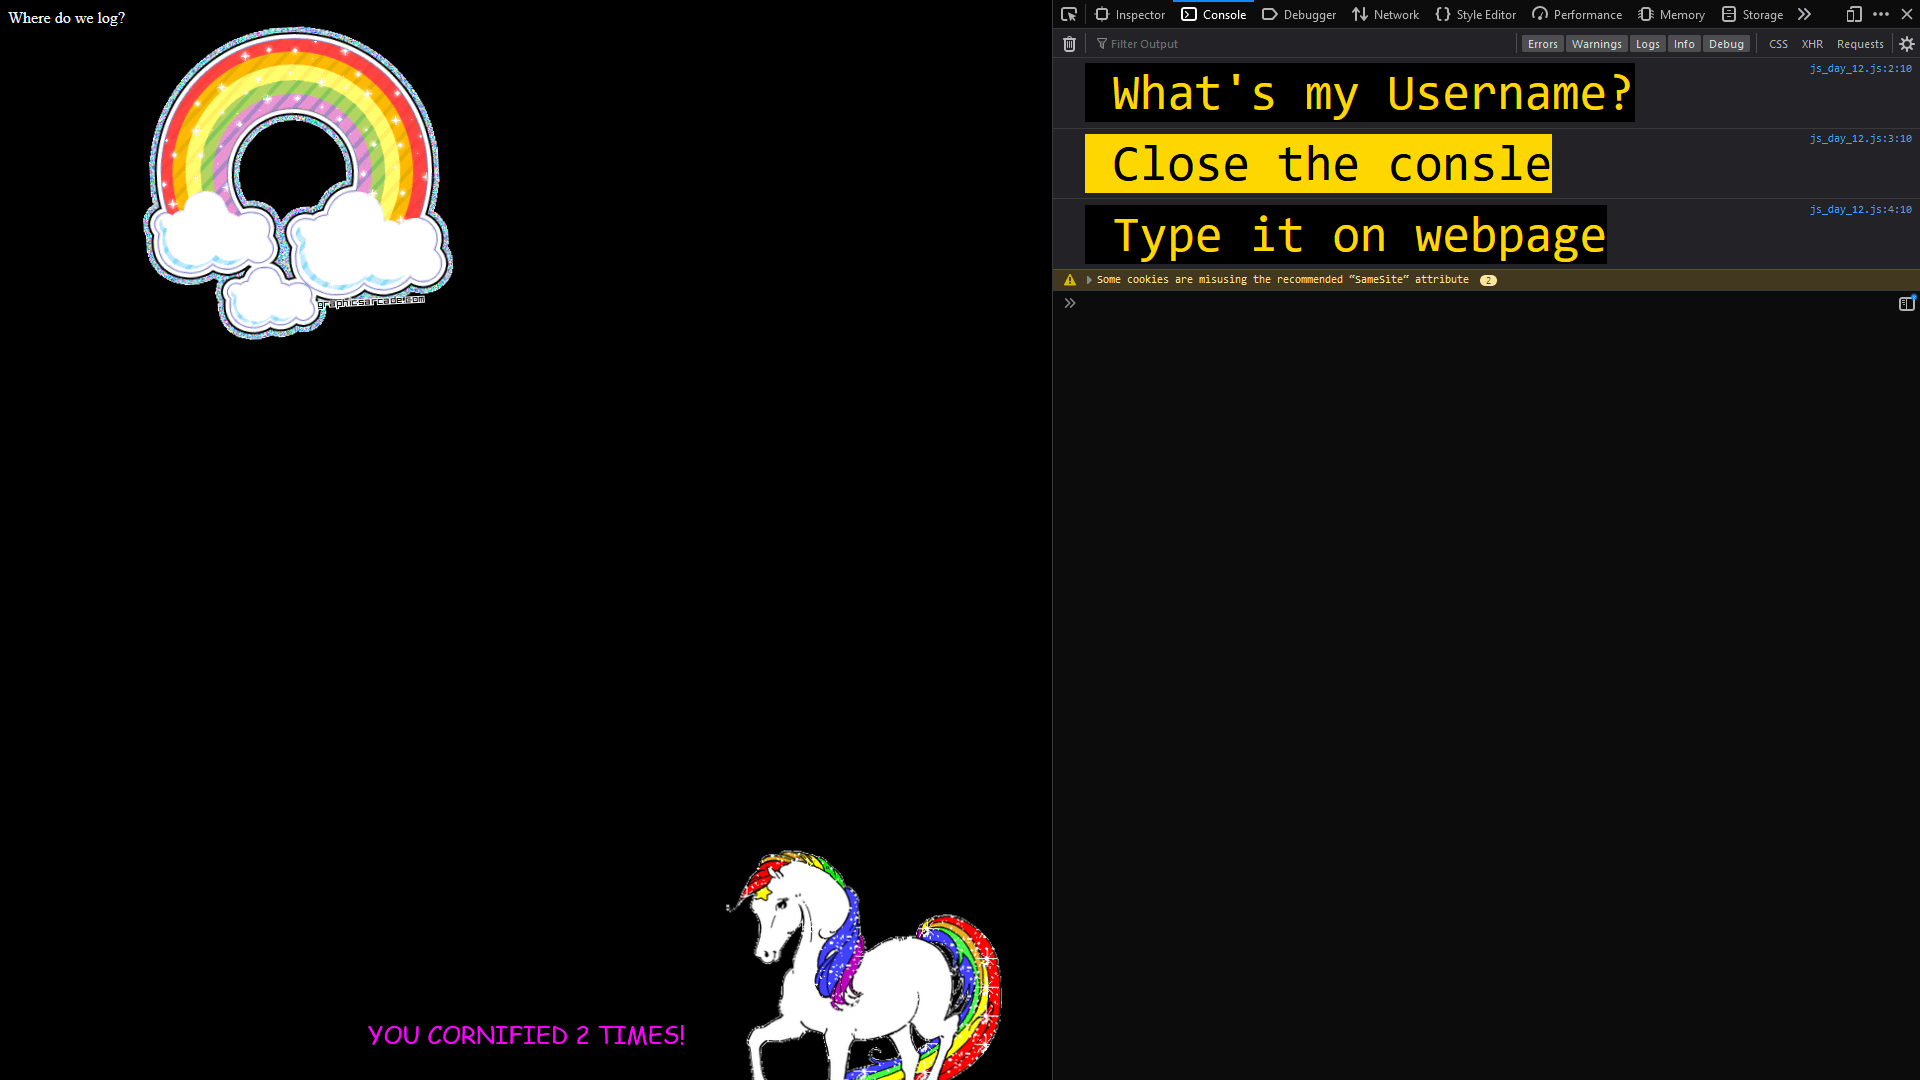 Where do we log?
graphicsarcade.com
YOU CORNIFIED 2 TIMES!
Inspector Console Debugger Network Style Editor Performance Memory Storage
Filter Output Errors Warnings Logs Info Debug CSS XHR Requests
What's my Username? js_day_12.js:2:10
Close the consle js_day_12.js:3:10
Type it on webpage js_day_12.js:4:10
Some cookies are misusing the recommended “SameSite“ attribute 2